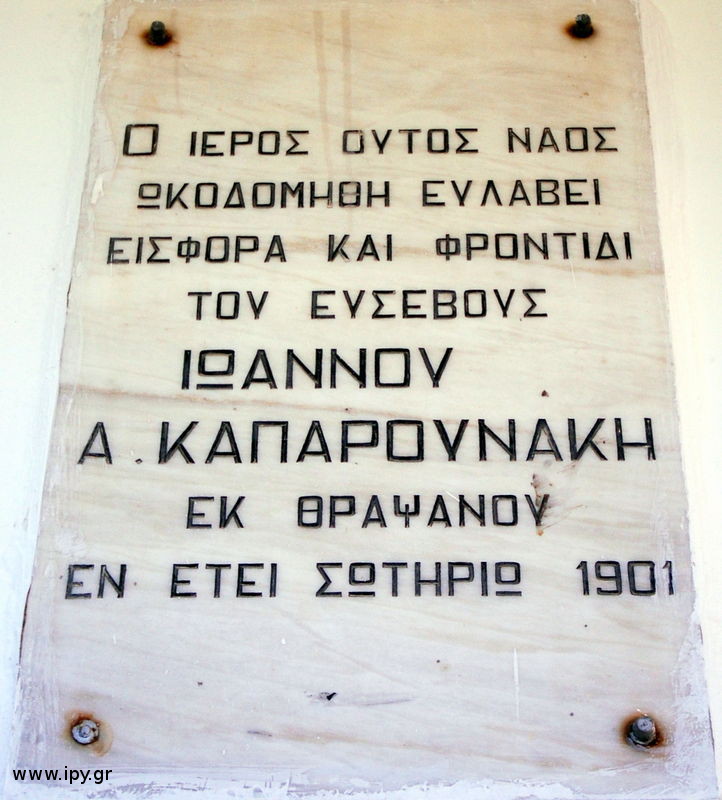 Ο ΙΕΡΟΣ ΟΥΤΟΣ ΝΑΟΣ
ΩΚΟΔΟΜΗΘΗ ΕΥΛΑΒΕΙ
ΕΙΣΦΟΡΑ ΚΑΙ ΦΡΟΝΤΙΔΙ
ΤΟΥ ΕΥΣΕΒΟΥΣ
ΙΩΑΝΝΟΥ
Α. ΚΑΠΑΡΟΥΝΑΚΗ
ΕΚ ΘΡΑΨΑΝΟΥ
ΕΝ ΕΤΕΙ ΣΩΤΗΡΙΩ 1901
www.ipy.gr